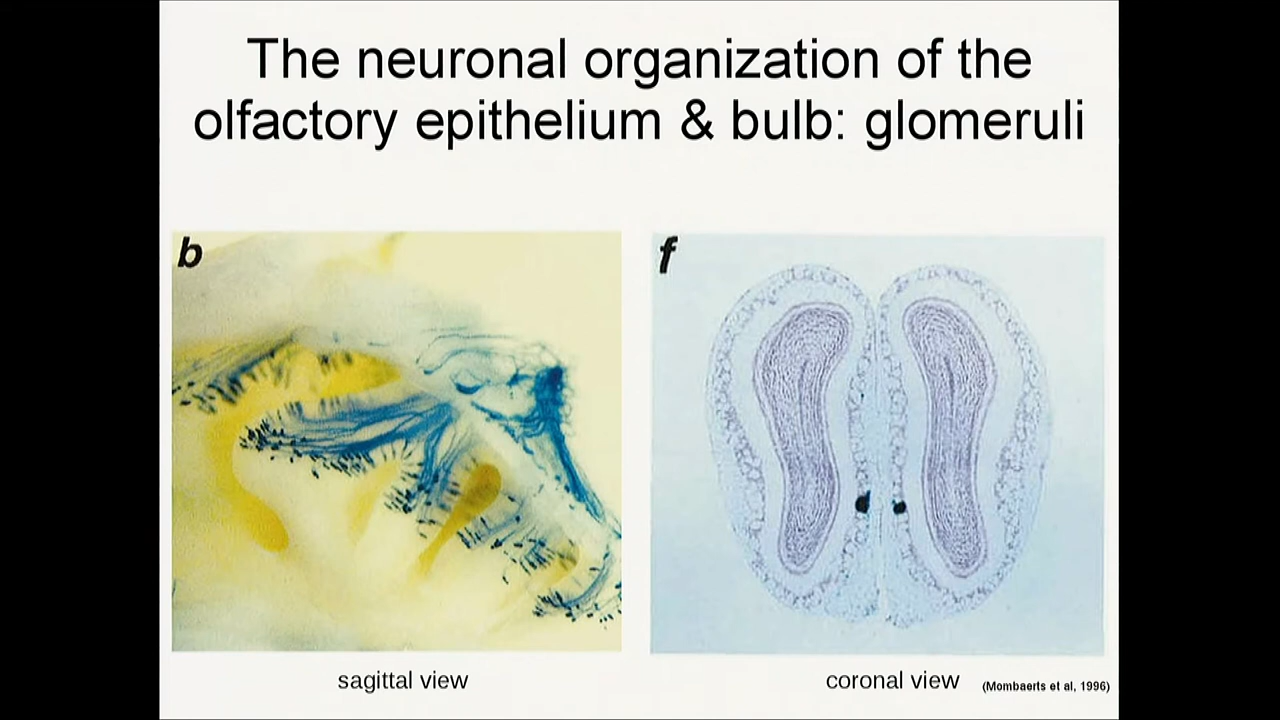 The neuronal organization of the
olfactory epithelium & bulb: glomeruli
b
f
sagittal view
coronal view
(Mombaerts et al, 1996)